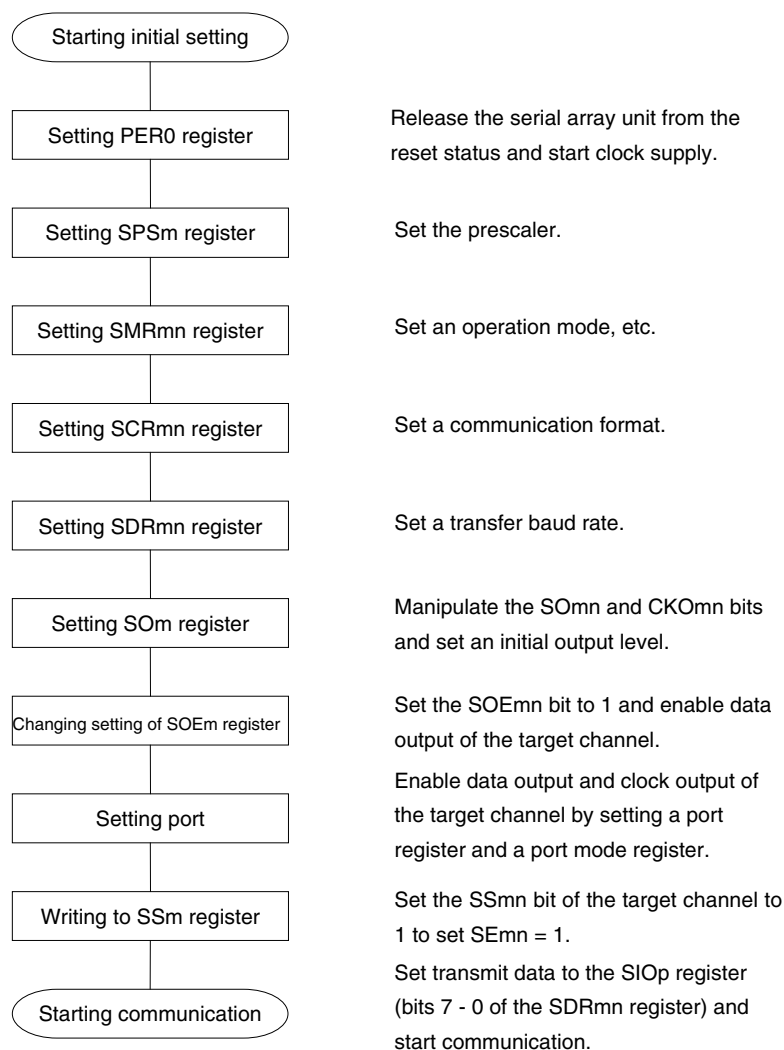 Starting initial setting
Setting PER0 register
Release the serial array unit from the
reset status and start clock supply.
Setting SPSm register
Set the prescaler.
Setting SMRmn register
Set an operation mode, etc.
Setting SCRmn register
Set a communication format.
Setting SDRmn register
Set a transfer baud rate.
Setting SOm register
Manipulate the SOmn and CKOmn bits
and set an initial output level.
Changing setting of SOEm register
Set the SOEmn bit to 1 and enable data
output of the target channel.
Setting port
Enable data output and clock output of
the target channel by setting a port
register and a port mode register.
Writing to SSm register
Set the SSmn bit of the target channel to
1 to set SEmn = 1.
Starting communication
Set transmit data to the SIOp register
(bits 7 - 0 of the SDRmn register) and
start communication.